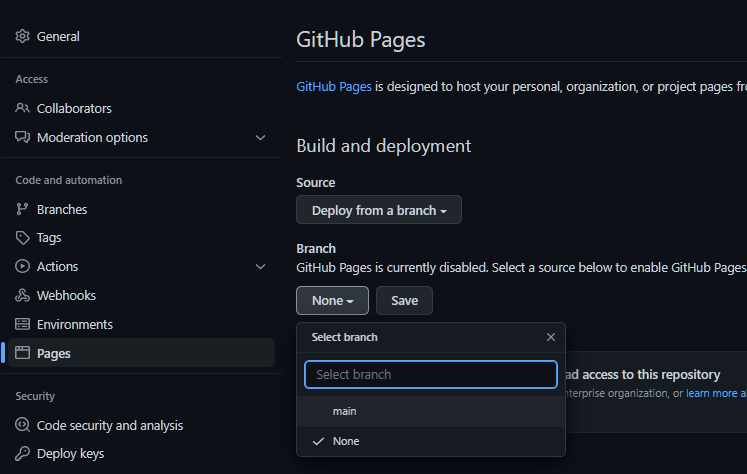 General
Access
Collaborators
Moderation options
Code and automation
Branches
Tags
Actions
Webhooks
Environments
Pages
Security
Code security and analysis
Deploy keys
GitHub Pages
GitHub Pages is designed to host your personal, organization, or project pages
Build and deployment
Source
Deploy from a branch
Branch
GitHub Pages is currently disabled. Select a source below to enable GitHub Pages
None
Save
Select branch
Select branch
main
None
access to this repository
organization, or learn more